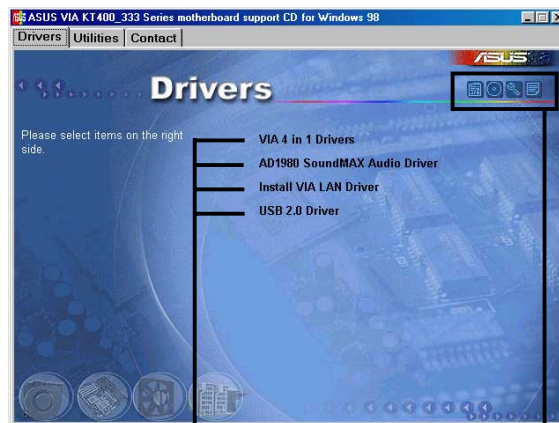 ASUS VIA KT400_333 Series motherboard support CD for Windows 98
Drivers Utilities Contact
/SUS
Drivers
Please select items on the right
side.
VIA 4 in 1 Drivers
AD1980 SoundMAX Audio Driver
Install VIA LAN Driver
USB 2.0 Driver